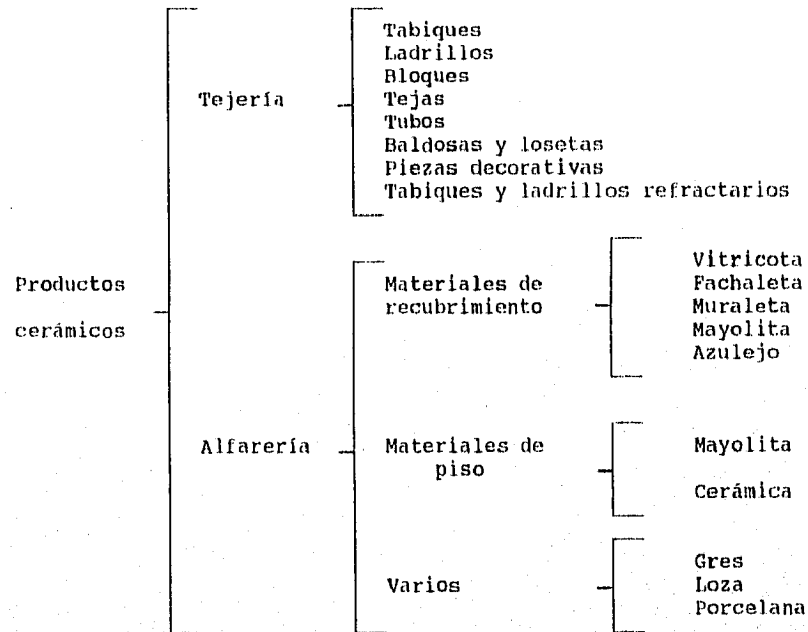 Productos
cerámicos
Tejería
Tabiques
Ladrillos
Bloques
Tejas
Tubos
Baldosas y losetas
Piezas decorativas
Tabiques y ladrillos refractarios
Alfarería
Materiales de
recubrimiento
Vitricota
Fachaleta
Muraleta
Mayolita
Azulejo
Materiales de
piso
Mayolita
Cerámica
Varios
Gres
Loza
Porcelana